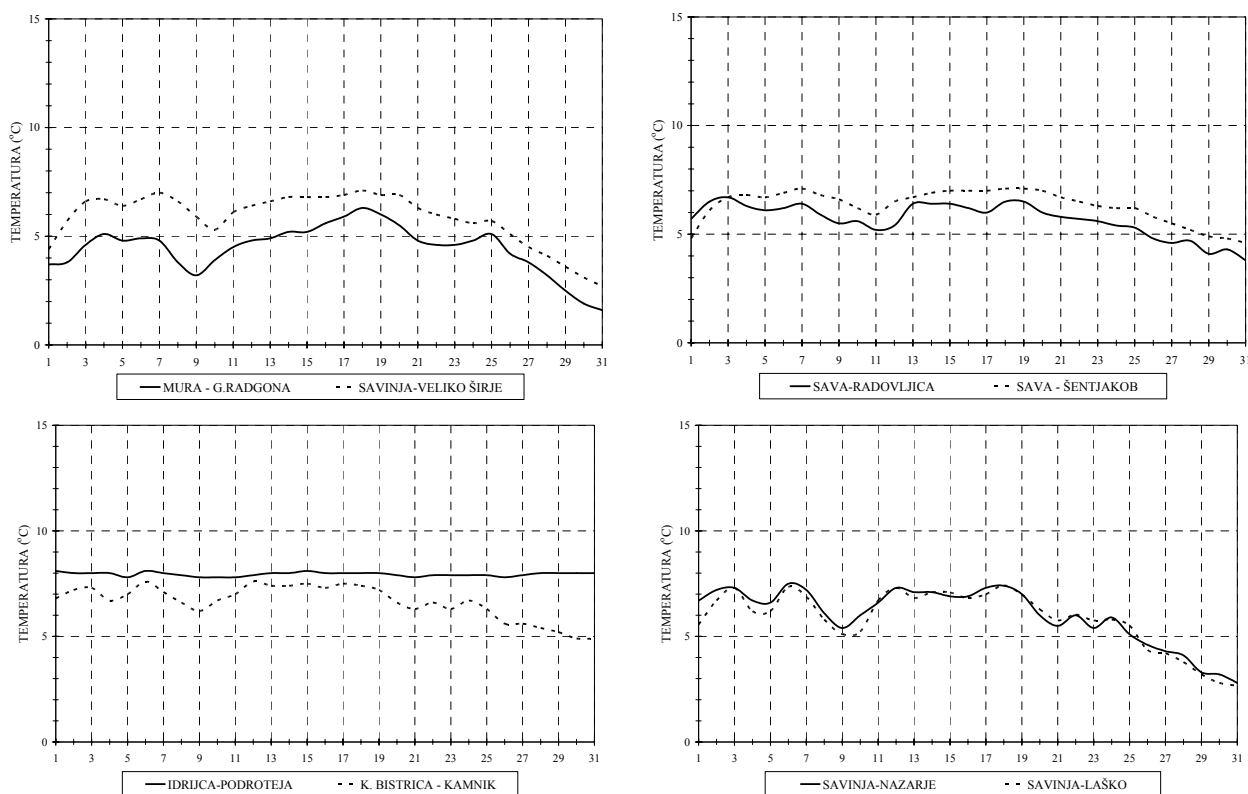 TEMPERATURA (°C)
15
10
5
0
1 3 5 7 9 11 13 15 17 19 21 23 25 27 29 31
MURA - G.RADGONA SAVINJA-VELIKO ŠIRJE
TEMPERATURA (°C)
15
10
5
0
1 3 5 7 9 11 13 15 17 19 21 23 25 27 29 31
SAVA-RADOVLJICA SAVA - ŠENTJAKOB
TEMPERATURA (°C)
15
10
5
0
1 3 5 7 9 11 13 15 17 19 21 23 25 27 29 31
IDRIJCA-PODROTEJA K. BISTRICA - KAMNIK
TEMPERATURA (°C)
15
10
5
0
1 3 5 7 9 11 13 15 17 19 21 23 25 27 29 31
SAVINJA-NAZARJE SAVINJA-LAŠKO